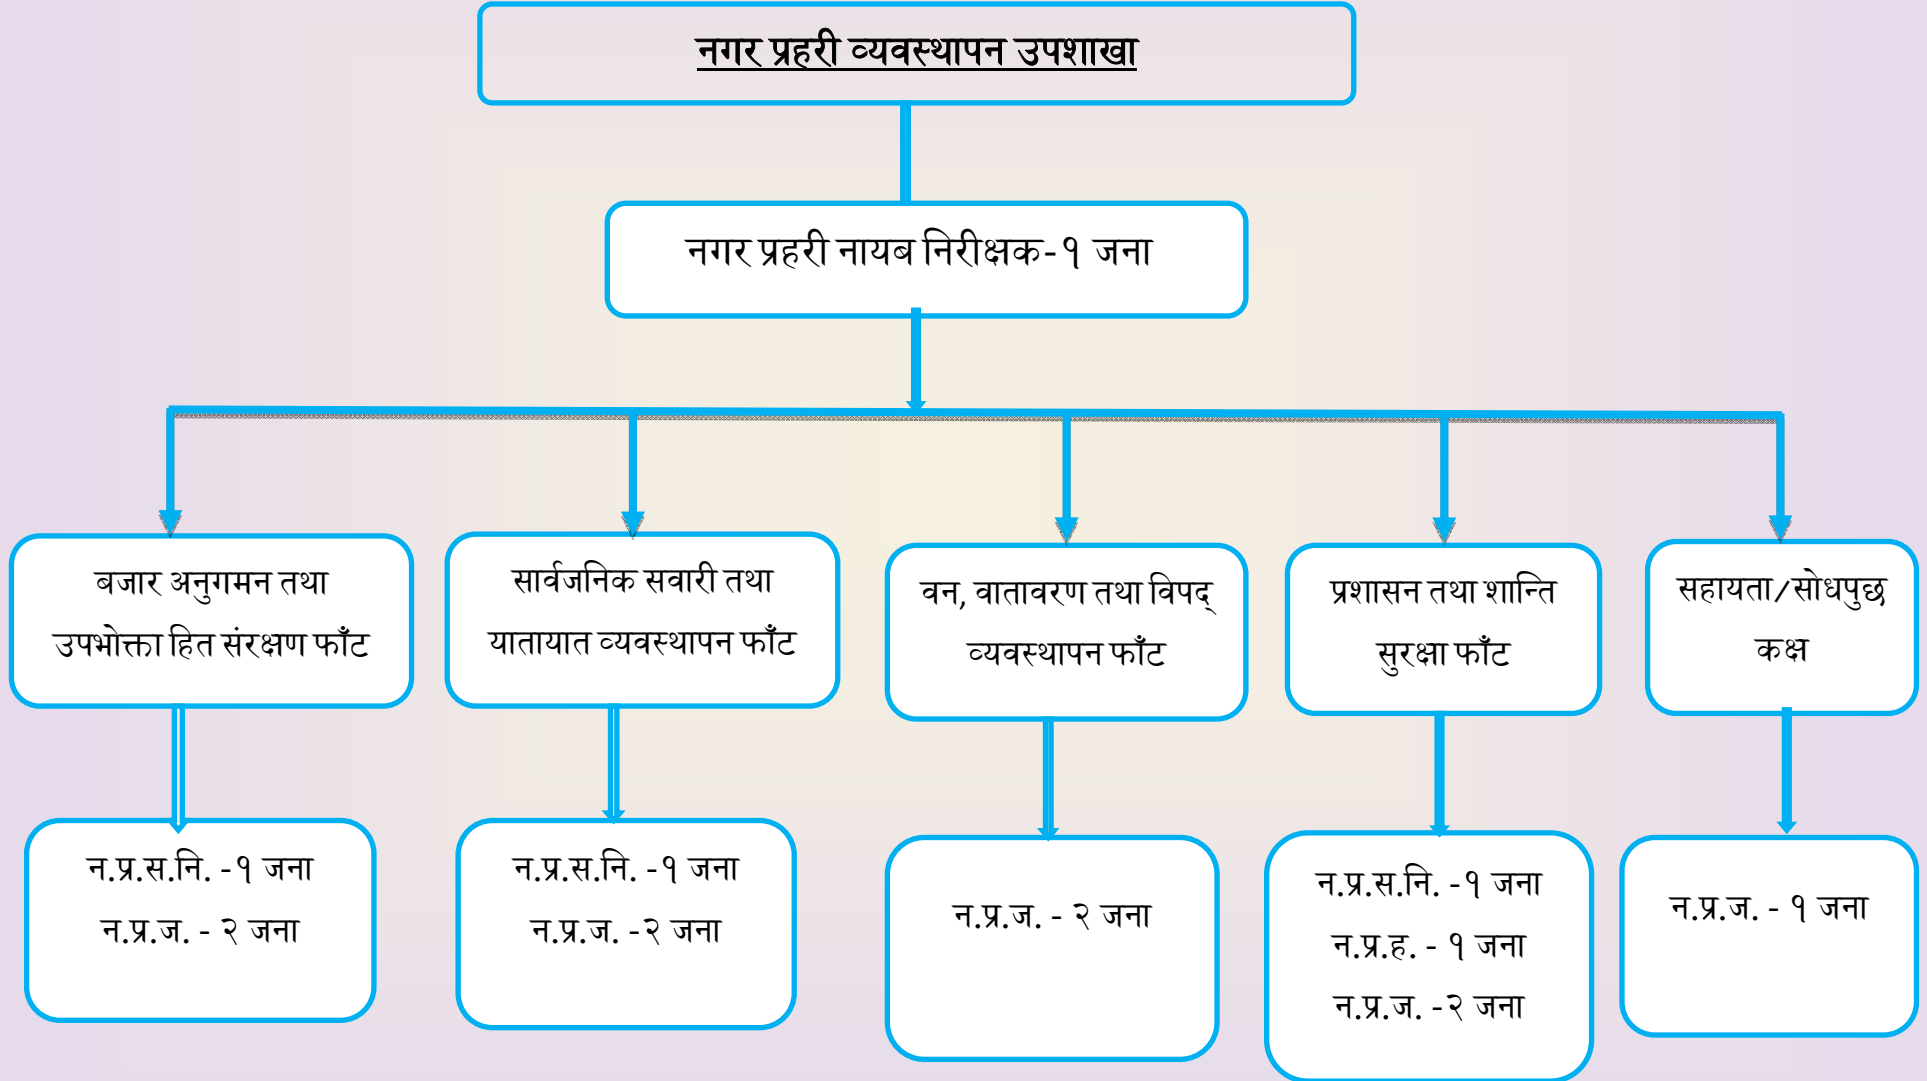 नगर प्रहरी व्यवस्थापन उपशाखा
नगर प्रहरी नायब निरीक्षक-१ जना
बजार अनुगमन तथा
उपभोक्ता हित संरक्षण फाँट
सार्वजनिक सवारी तथा
यातायात व्यवस्थापन फाँट
वन, वातावरण तथा विपद्
व्यवस्थापन फाँट
प्रशासन तथा शान्ति
सुरक्षा फाँट
सहायता/सोधपुछ
कक्ष
न.प्र.स.नि. -१ जना
न.प्र.ज. - २ जना
न.प्र.स.नि. -१ जना
न.प्र.ज. -२ जना
न.प्र.ज. - २ जना
न.प्र.स.नि. -१ जना
न.प्र.ह. - १ जना
न.प्र.ज. -२ जना
न.प्र.ज. - १ जना